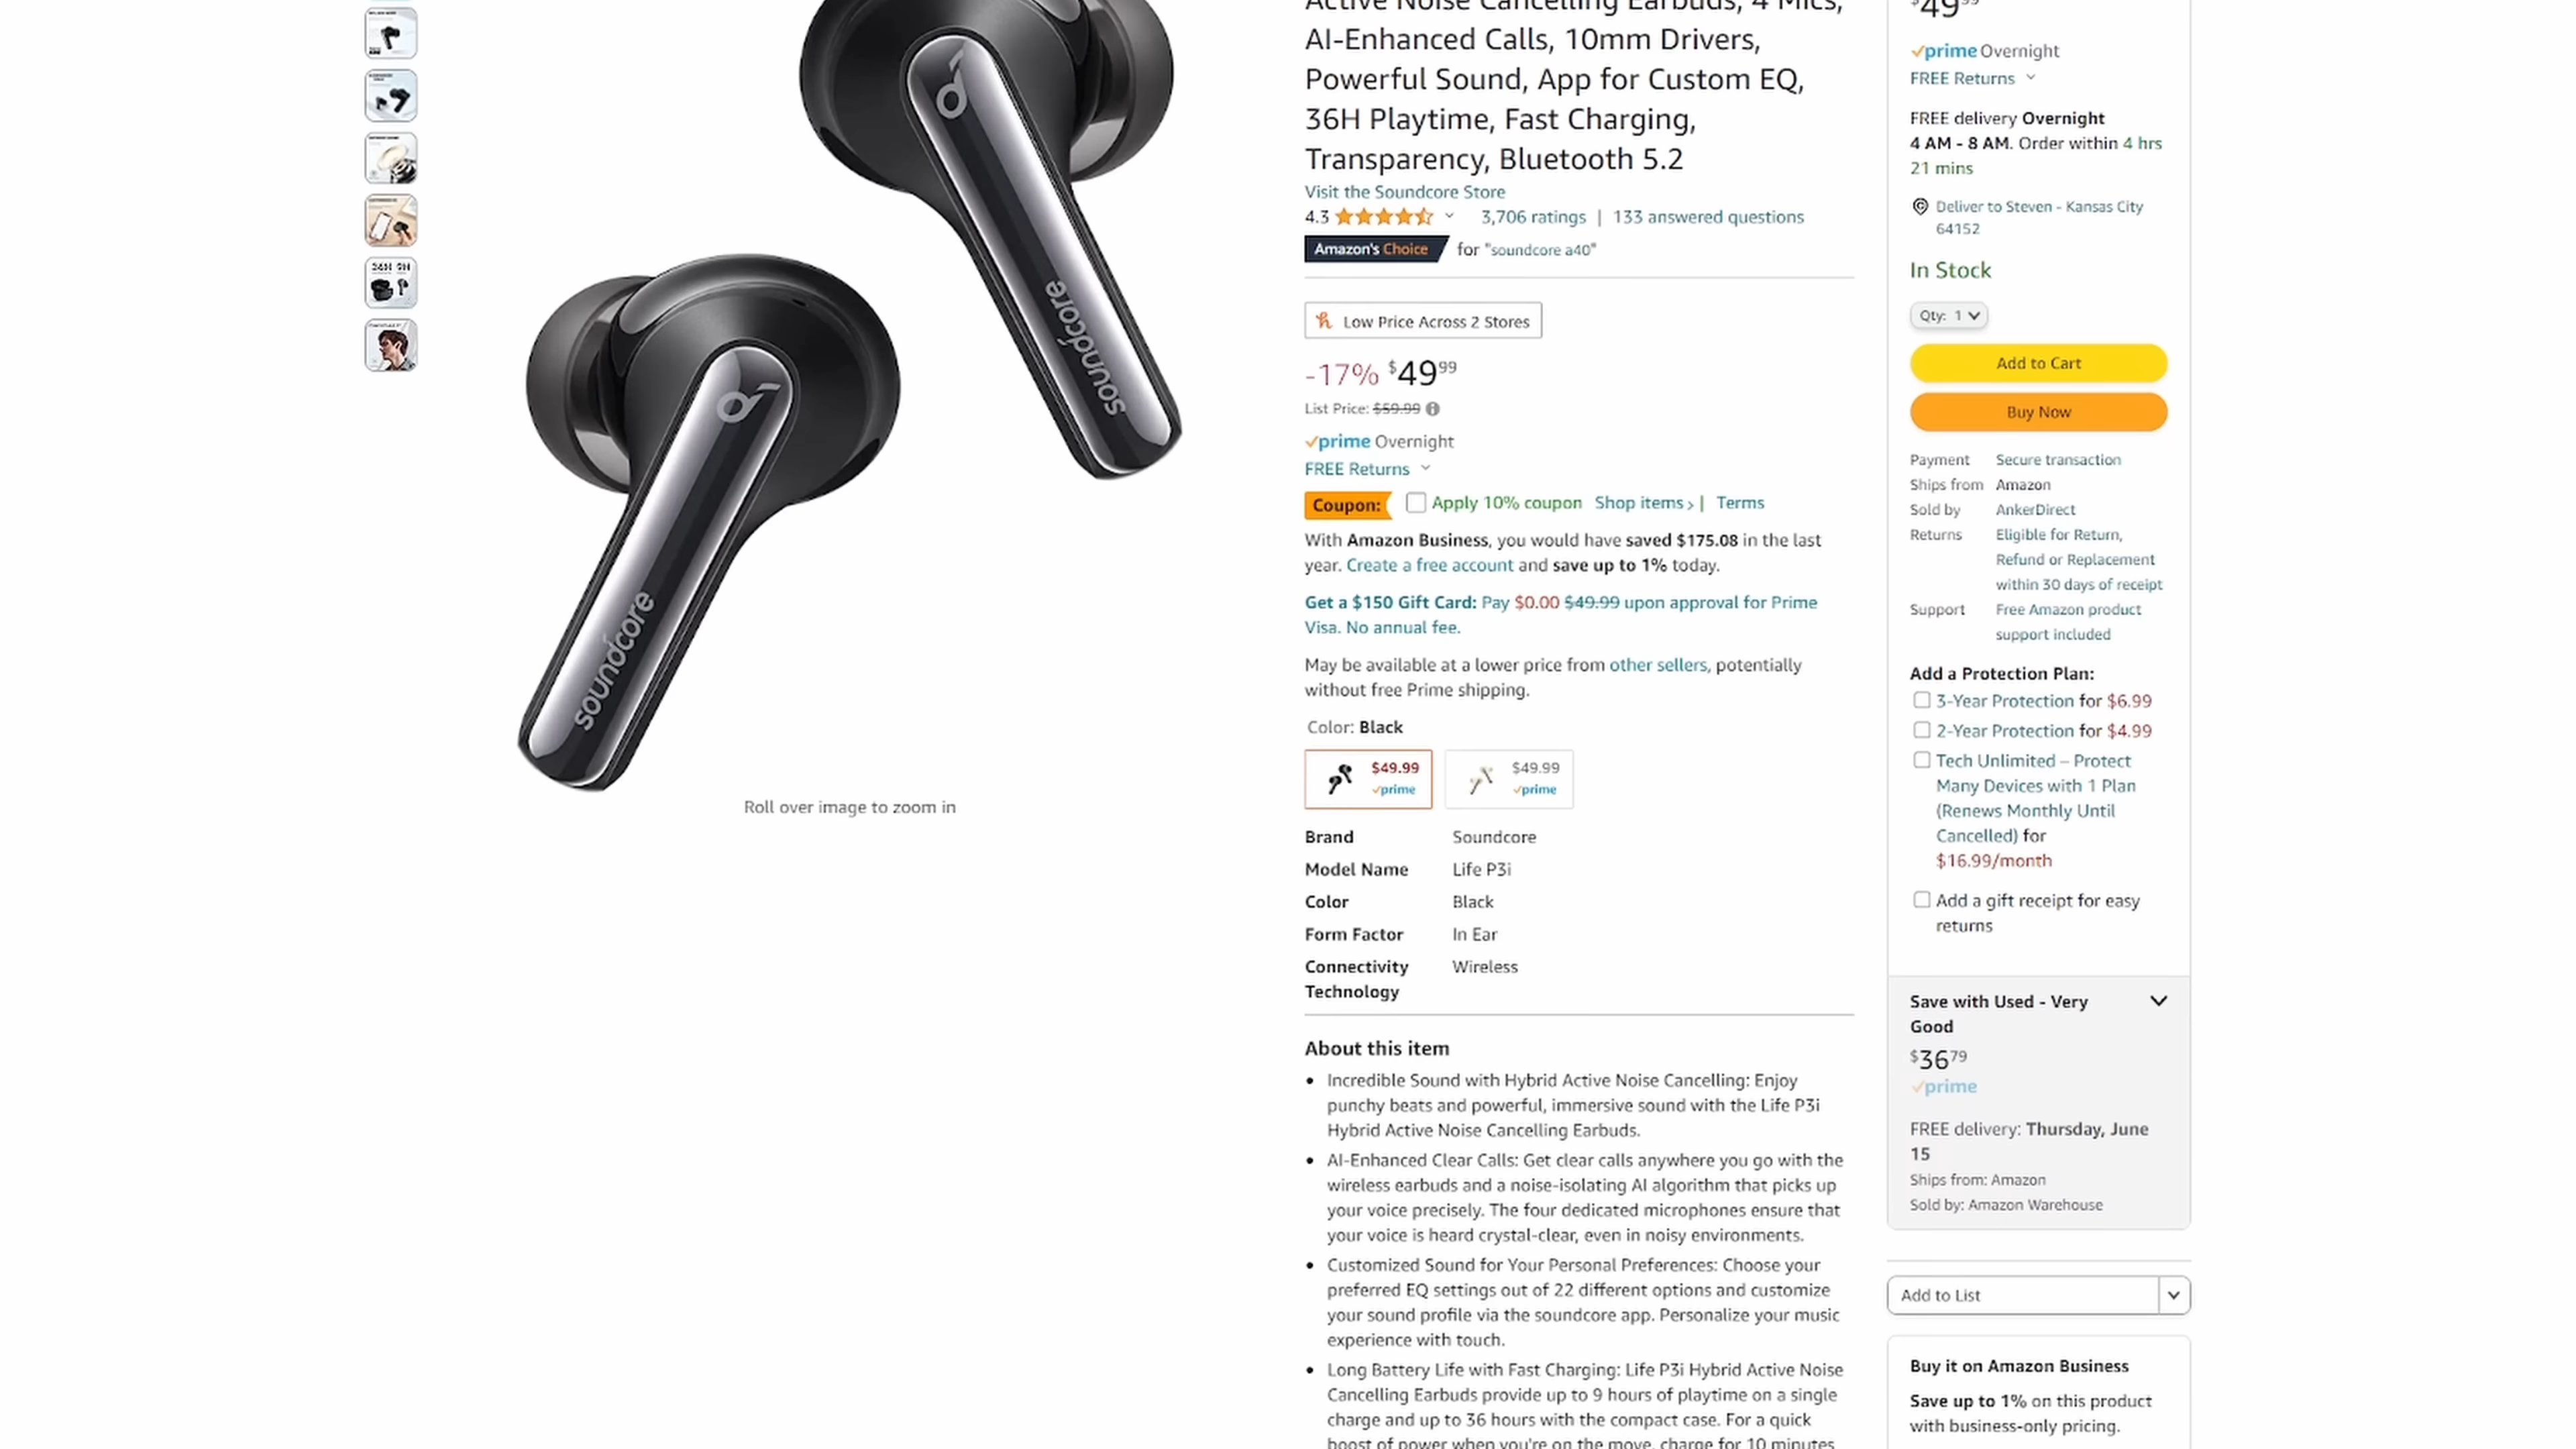 Active Noise Cancelling Earbuds, 4 Mics,
AI-Enhanced Calls, 10mm Drivers,
Powerful Sound, App for Custom EQ,
36H Playtime, Fast Charging,
Transparency, Bluetooth 5.2
Visit the Soundcore Store
4.3
3,706 ratings | 133 answered questions
Amazon's Choice for "soundcore a40"
Low Price Across 2 Stores
-17% $49⁹⁹
List Price: $59.99
prime Overnight
FREE Returns
Coupon: Apply 10% coupon Shop items › | Terms
With Amazon Business, you would have saved $175.08 in the last
year. Create a free account and save up to 1% today.
Get a $150 Gift Card: Pay $0.00 $49.99 upon approval for Prime
Visa. No annual fee.
May be available at a lower price from other sellers, potentially
without free Prime shipping.
Color: Black
$49.99
prime
$49.99
prime
Brand Soundcore
Model Name Life P3i
Color Black
Form Factor In Ear
Connectivity Wireless
Technology
About this item
• Incredible Sound with Hybrid Active Noise Cancelling: Enjoy
punchy beats and powerful, immersive sound with the Life P3i
Hybrid Active Noise Cancelling Earbuds.
• AI-Enhanced Clear Calls: Get clear calls anywhere you go with the
wireless earbuds and a noise-isolating AI algorithm that picks up
your voice precisely. The four dedicated microphones ensure that
your voice is heard crystal-clear, even in noisy environments.
• Customized Sound for Your Personal Preferences: Choose your
preferred EQ settings out of 22 different options and customize
your sound profile via the soundcore app. Personalize your music
experience with touch.
• Long Battery Life with Fast Charging: Life P3i Hybrid Active Noise
Cancelling Earbuds provide up to 9 hours of playtime on a single
charge and up to 36 hours with the compact case. For a quick
boost of power when you're on the move, charge for 10 minutes
soundcore
soundcore
36H 9H
Roll over image to zoom in
$49⁹⁹
prime Overnight
FREE Returns
FREE delivery Overnight
4 AM - 8 AM. Order within 4 hrs
21 mins
Deliver to Steven - Kansas City
64152
In Stock
Qty: 1
Add to Cart
Buy Now
Payment Secure transaction
Ships from Amazon
Sold by AnkerDirect
Returns Eligible for Return,
Refund or Replacement
within 30 days of receipt
Support Free Amazon product
support included
Add a Protection Plan:
3-Year Protection for $6.99
2-Year Protection for $4.99
Tech Unlimited – Protect
Many Devices with 1 Plan
(Renews Monthly Until
Cancelled) for
$16.99/month
Add a gift receipt for easy
returns
Save with Used - Very
Good
$36⁷⁹
prime
FREE delivery: Thursday, June
15
Ships from: Amazon
Sold by: Amazon Warehouse
Add to List
Buy it on Amazon Business
Save up to 1% on this product
with business-only pricing.